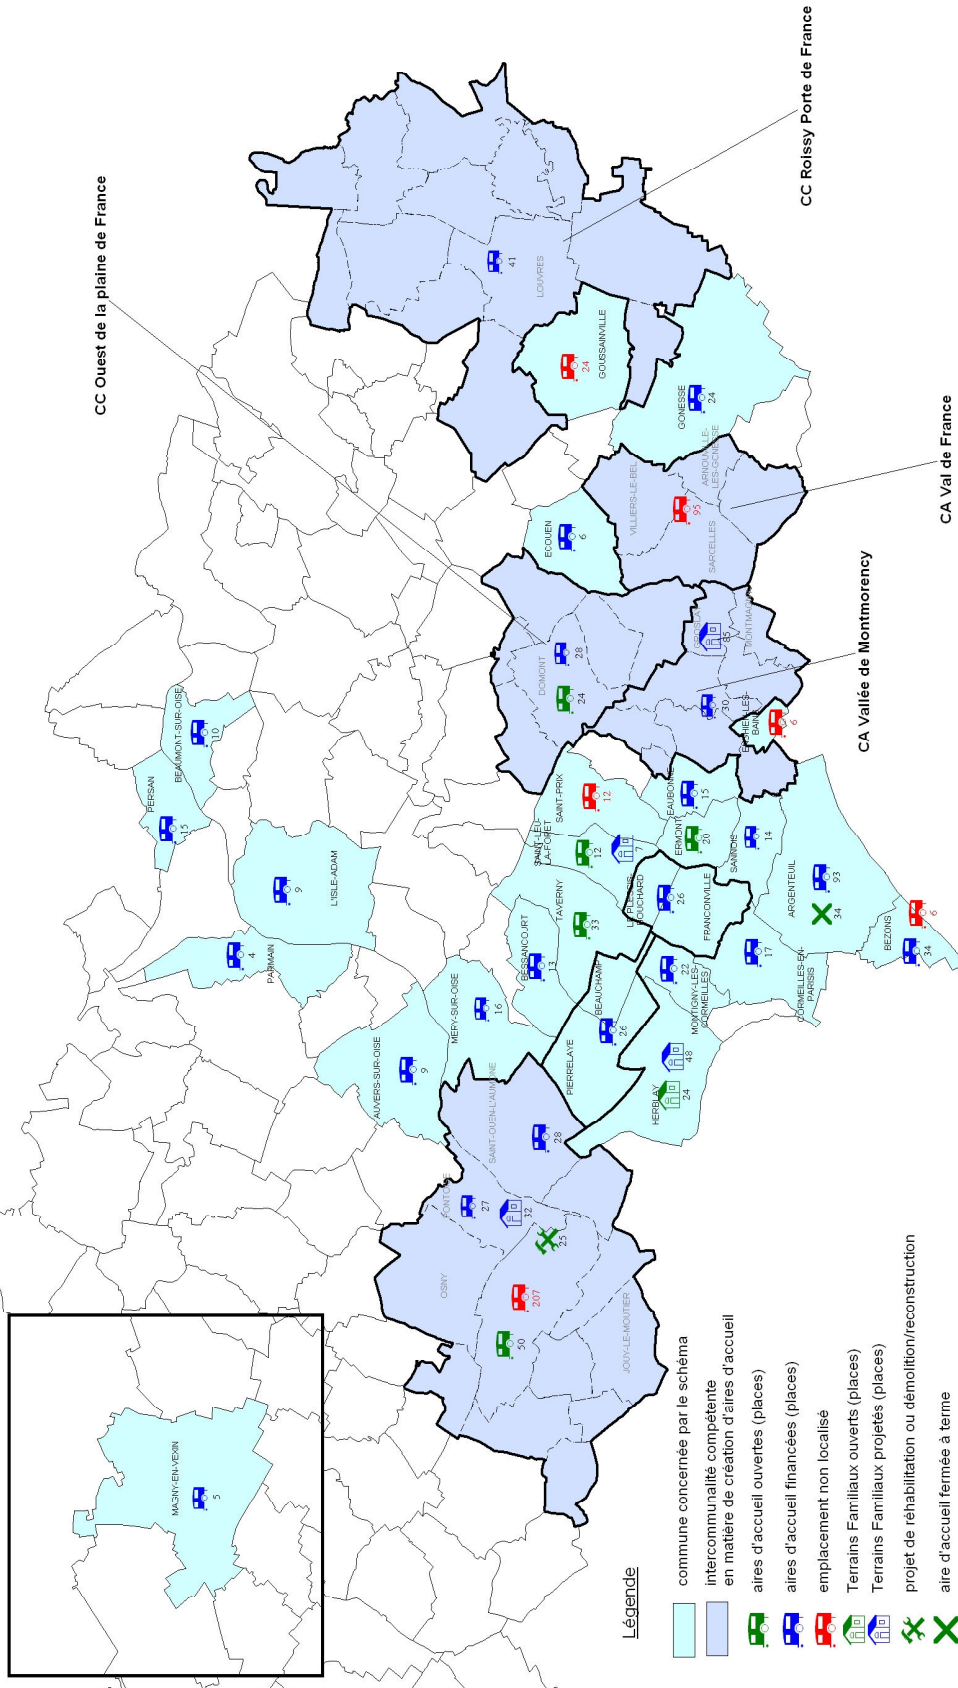 CC Ouest de la plaine de France
CC Roissy Porte de France
CA Vallée de Montmorency
CA Val de France
MAGNY-EN-VEXIN
5
PERSAN
15
BEAUMONT-SUR-OISE
10
PARMAIN
4
L'ISLE-ADAM
9
AUVERS-SUR-OISE
9
MERY-SUR-OISE
16
OSNY
PONTOISE
27
32
25
SAINT-OUEN-L'AUMONE
28
207
50
JOUY-LE-MOUTIER
BESSANCOURT
13
TAVERNY
33
SAINT-LEU-
LA-FORET
12
7
SAINT-PRIX
12
PIERRELAYE
BEAUCHAMP
26
LE PLESSIS-
BOUCHARD
26
FRANCONVILLE
ERMONT
20
EAUBONNE
15
SANNOIS
14
HERBLAY
24
48
MONTIGNY-LES-
CORMEILLES
22
17
CORMEILLES-EN-
PARISIS
ARGENTEUIL
34
93
BEZONS
34
6
DOMONT
24
28
ECOUEN
6
GROSLAY
85
MONTMAGNY
30
ENGHIEN-LES-
BAINS
6
VILLIERS-LE-BEL
95
SARCELLES
ARNOUVILLE-
LES-GONESSE
GONESSE
24
GOUSSAINVILLE
24
LOUVRES
41
Légende
commune concernée par le schéma
intercommunalité compétente
en matière de création d'aires d'accueil
aires d'accueil ouvertes (places)
aires d'accueil financées (places)
emplacement non localisé
Terrains Familiaux ouverts (places)
Terrains Familiaux projetés (places)
projet de réhabilitation ou démolition/reconstruction
aire d'accueil fermée à terme